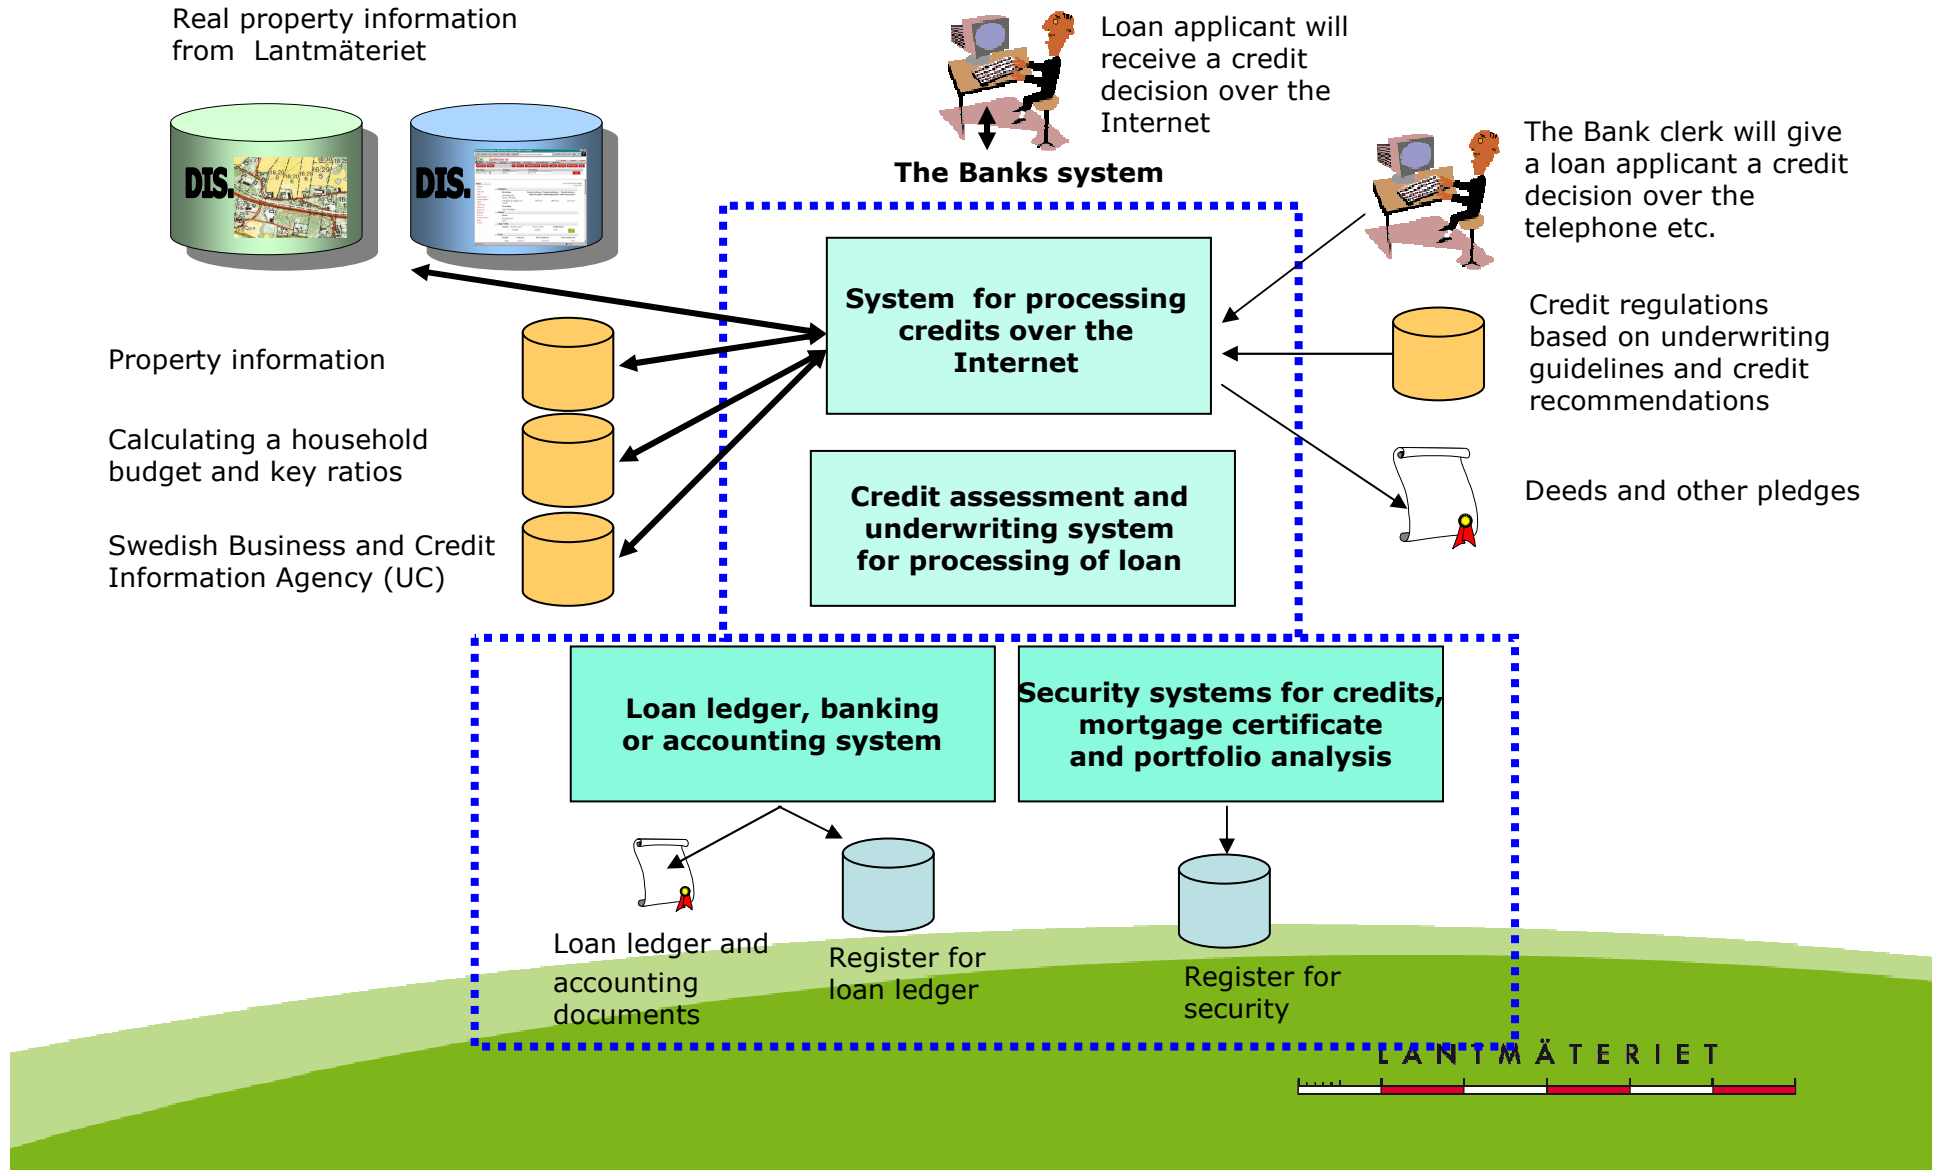 Real property information
from Lantmäteriet
DIS.
DIS.
Loan applicant will
receive a credit
decision over the
Internet
The Banks system
The Bank clerk will give
a loan applicant a credit
decision over the
telephone etc.
System for processing
credits over the
Internet
Credit regulations
based on underwriting
guidelines and credit
recommendations
Property information
Calculating a household
budget and key ratios
Swedish Business and Credit
Information Agency (UC)
Credit assessment and
underwriting system
for processing of loan
Deeds and other pledges
Loan ledger, banking
or accounting system
Security systems for credits,
mortgage certificate
and portfolio analysis
Loan ledger and
accounting
documents
Register for
loan ledger
Register for
security
LANTMÄTERIET